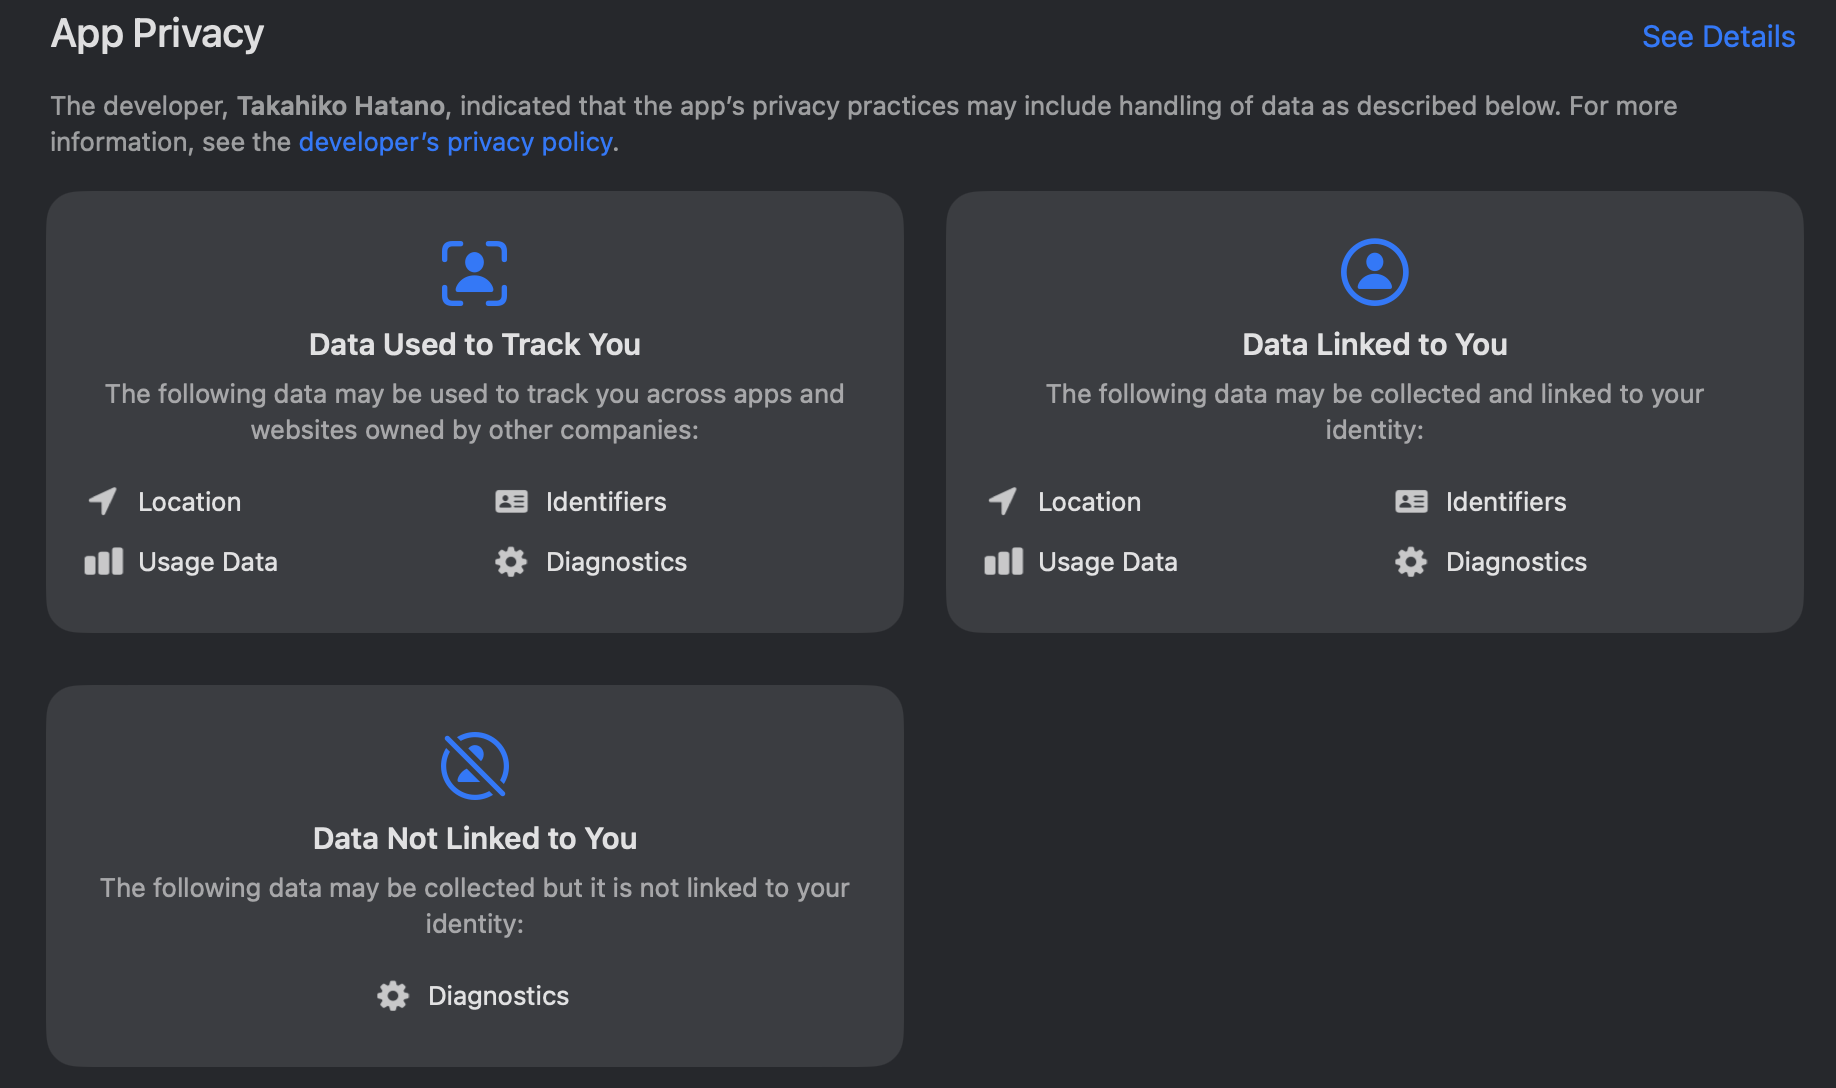 App Privacy
See Details
The developer, Takahiko Hatano, indicated that the app’s privacy practices may include handling of data as described below. For more
information, see the developer’s privacy policy.
Data Used to Track You
The following data may be used to track you across apps and
websites owned by other companies:
Location
Identifiers
Usage Data
Diagnostics
Data Linked to You
The following data may be collected and linked to your
identity:
Location
Identifiers
Usage Data
Diagnostics
Data Not Linked to You
The following data may be collected but it is not linked to your
identity:
Diagnostics